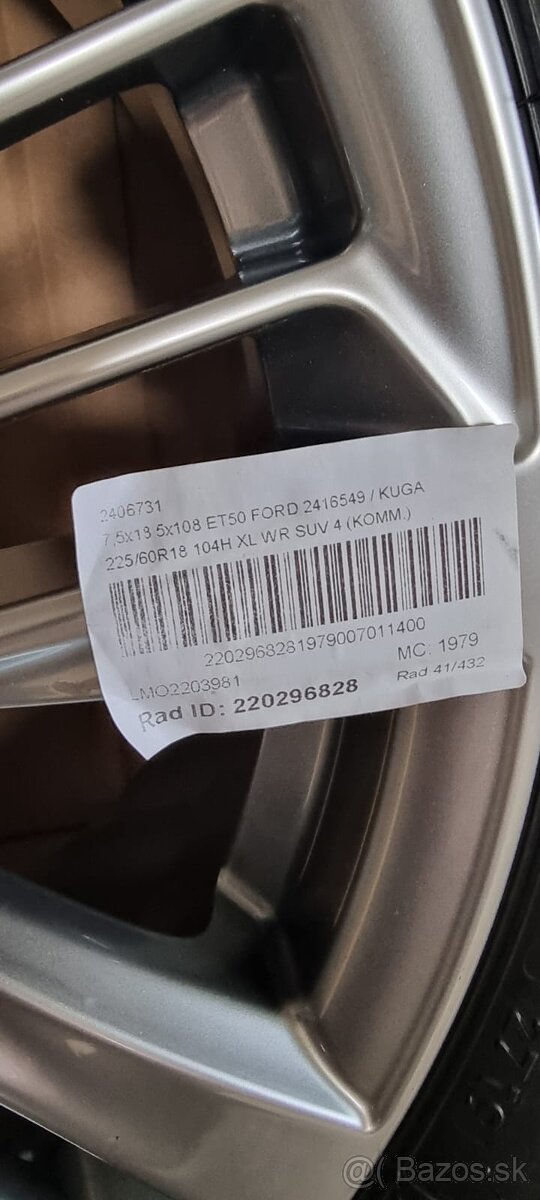 2406731
7,5x18 5x108 ET50 FORD 2416549 / KUGA
225/60R18 104H XL WR SUV 4 (KOMM.)
2202968281979007011400
LMO2203981
MC. 1979
Rad ID: 220296828
Rad 41/432
@( Bazos.sk